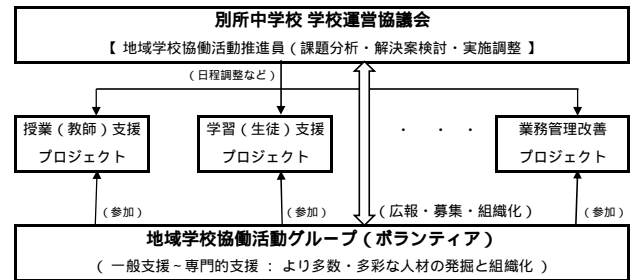 別所中学校 学校運営協議会
【 地域学校協働活動推進員（課題分析・解決案検討・実施調整 】
（日程調整など）
授業（教師）支援
プロジェクト
学習（生徒）支援
プロジェクト
・　・　・
業務管理改善
プロジェクト
（参加）
（参加）
（広報・募集・組織化）
（参加）
地域学校協働活動グループ（ボランティア）
（ 一般支援~専門的支援 ： より多数・多彩な人材の発掘と組織化 ）